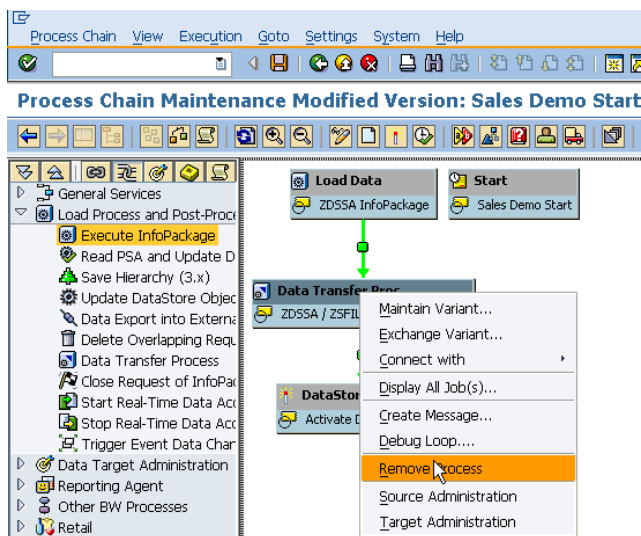 Process Chain View Execution Goto Settings System Help
Process Chain Maintenance Modified Version: Sales Demo Start
General Services
Load Process and Post-Proce
Execute InfoPackage
Read PSA and Update D
Save Hierarchy (3.x)
Update DataStore Objec
Data Export into Externa
Delete Overlapping Requ
Data Transfer Process
Close Request of InfoPac
Start Real-Time Data Acc
Stop Real-Time Data Acc
Trigger Event Data Chan
Data Target Administration
Reporting Agent
Other BW Processes
Retail
Load Data
ZDSSA InfoPackage
Start
Sales Demo Start
Data Transfer Proc
ZDSSA / ZSFIL
DataStor
Activate D
Maintain Variant...
Exchange Variant...
Connect with
Display All Job(s)...
Create Message...
Debug Loop....
Remove Process
Source Administration
Target Administration